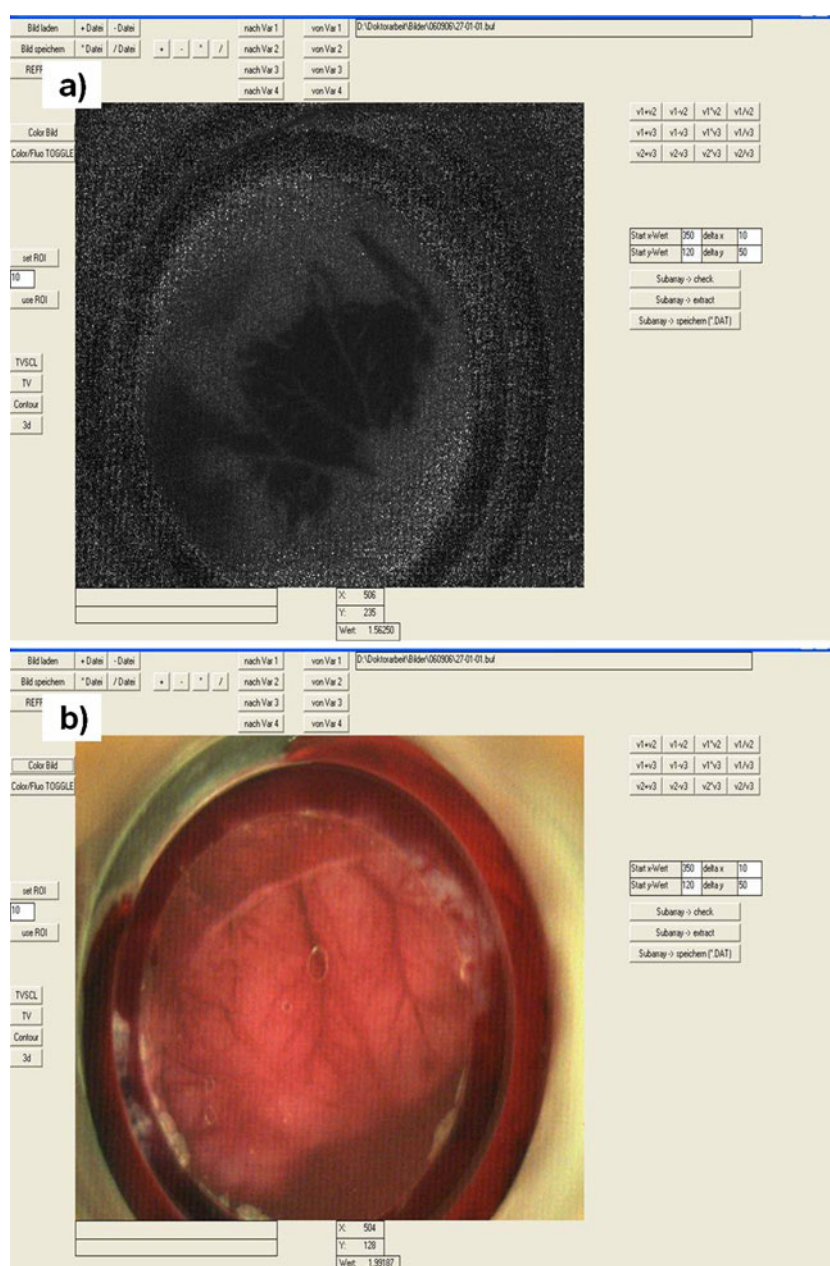 Bild laden + Datei - Datei nach Var 1 von Var 1 D:\Doktorarbeit\Bilder\060906\27-01-01.buf
Bild speichern * Datei / Datei + - * / nach Var 2 von Var 2
REFF nach Var 3 von Var 3
a) nach Var 4 von Var 4
v1+v2 v1-v2 v1*v2 v1/v2
Color Bild v1+v3 v1-v3 v1*v3 v1/v3
Color/Fluo TOGGLE v2+v3 v2-v3 v2*v3 v2/v3
Start x-Wert 350 delta x 10
set ROI Start y-Wert 120 delta y 50
10 Subarray -> check
use ROI Subarray -> extract
Subarray -> speichern (*.DAT)
TVSCL
TV
Contour
3d
X: 506
Y: 235
Wert: 1.56250
Bild laden + Datei - Datei nach Var 1 von Var 1 D:\Doktorarbeit\Bilder\060906\27-01-01.buf
Bild speichern * Datei / Datei + - * / nach Var 2 von Var 2
REFF nach Var 3 von Var 3
b) nach Var 4 von Var 4
v1+v2 v1-v2 v1*v2 v1/v2
Color Bild v1+v3 v1-v3 v1*v3 v1/v3
Color/Fluo TOGGLE v2+v3 v2-v3 v2*v3 v2/v3
Start x-Wert 350 delta x 10
set ROI Start y-Wert 120 delta y 50
10 Subarray -> check
use ROI Subarray -> extract
Subarray -> speichern (*.DAT)
TVSCL
TV
Contour
3d
X: 504
Y: 128
Wert: 1.99187